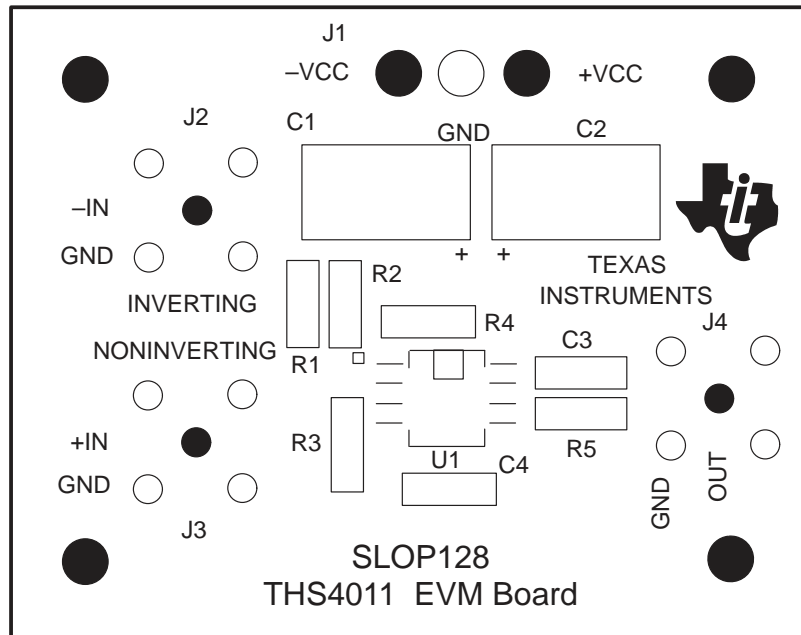 J1
–VCC
+VCC
J2
C1
GND
C2
–IN
GND
+
+
TEXAS
INSTRUMENTS
R2
INVERTING
R4
J4
NONINVERTING
R1
C3
+IN
R3
R5
U1
C4
GND
OUT
GND
J3
SLOP128
THS4011 EVM Board